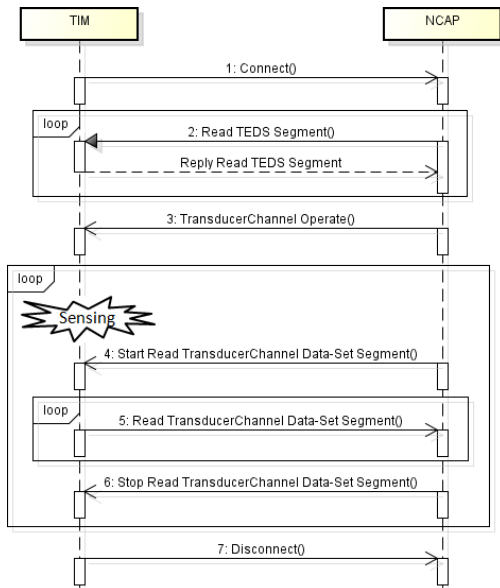 TIM
NCAP
1: Connect()
loop
2: Read TEDS Segment()
Reply Read TEDS Segment
3: TransducerChannel Operate()
loop
Sensing
4: Start Read TransducerChannel Data-Set Segment()
loop
5: Read TransducerChannel Data-Set Segment()
6: Stop Read TransducerChannel Data-Set Segment()
7: Disconnect()